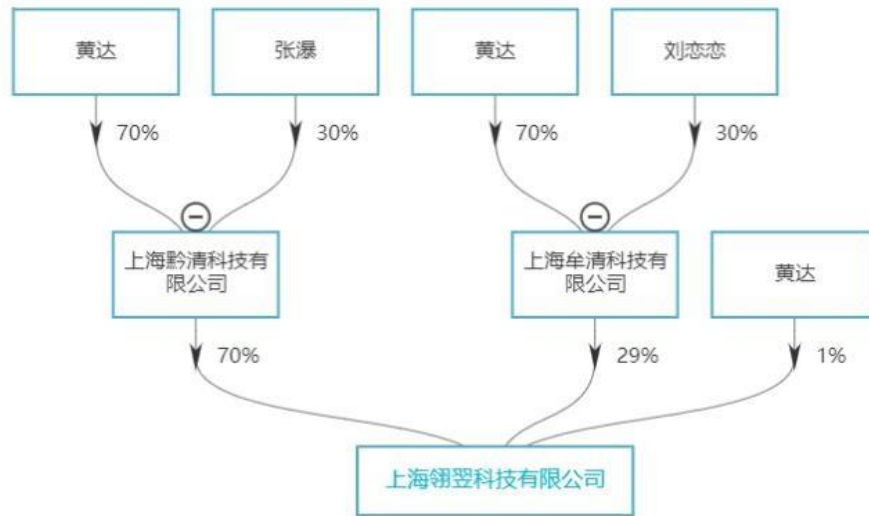 黄达
张瀑
黄达
刘恋恋
70%
30%
70%
30%
上海黔清科技有
限公司
上海牟清科技有
限公司
黄达
70%
29%
1%
上海翎翌科技有限公司